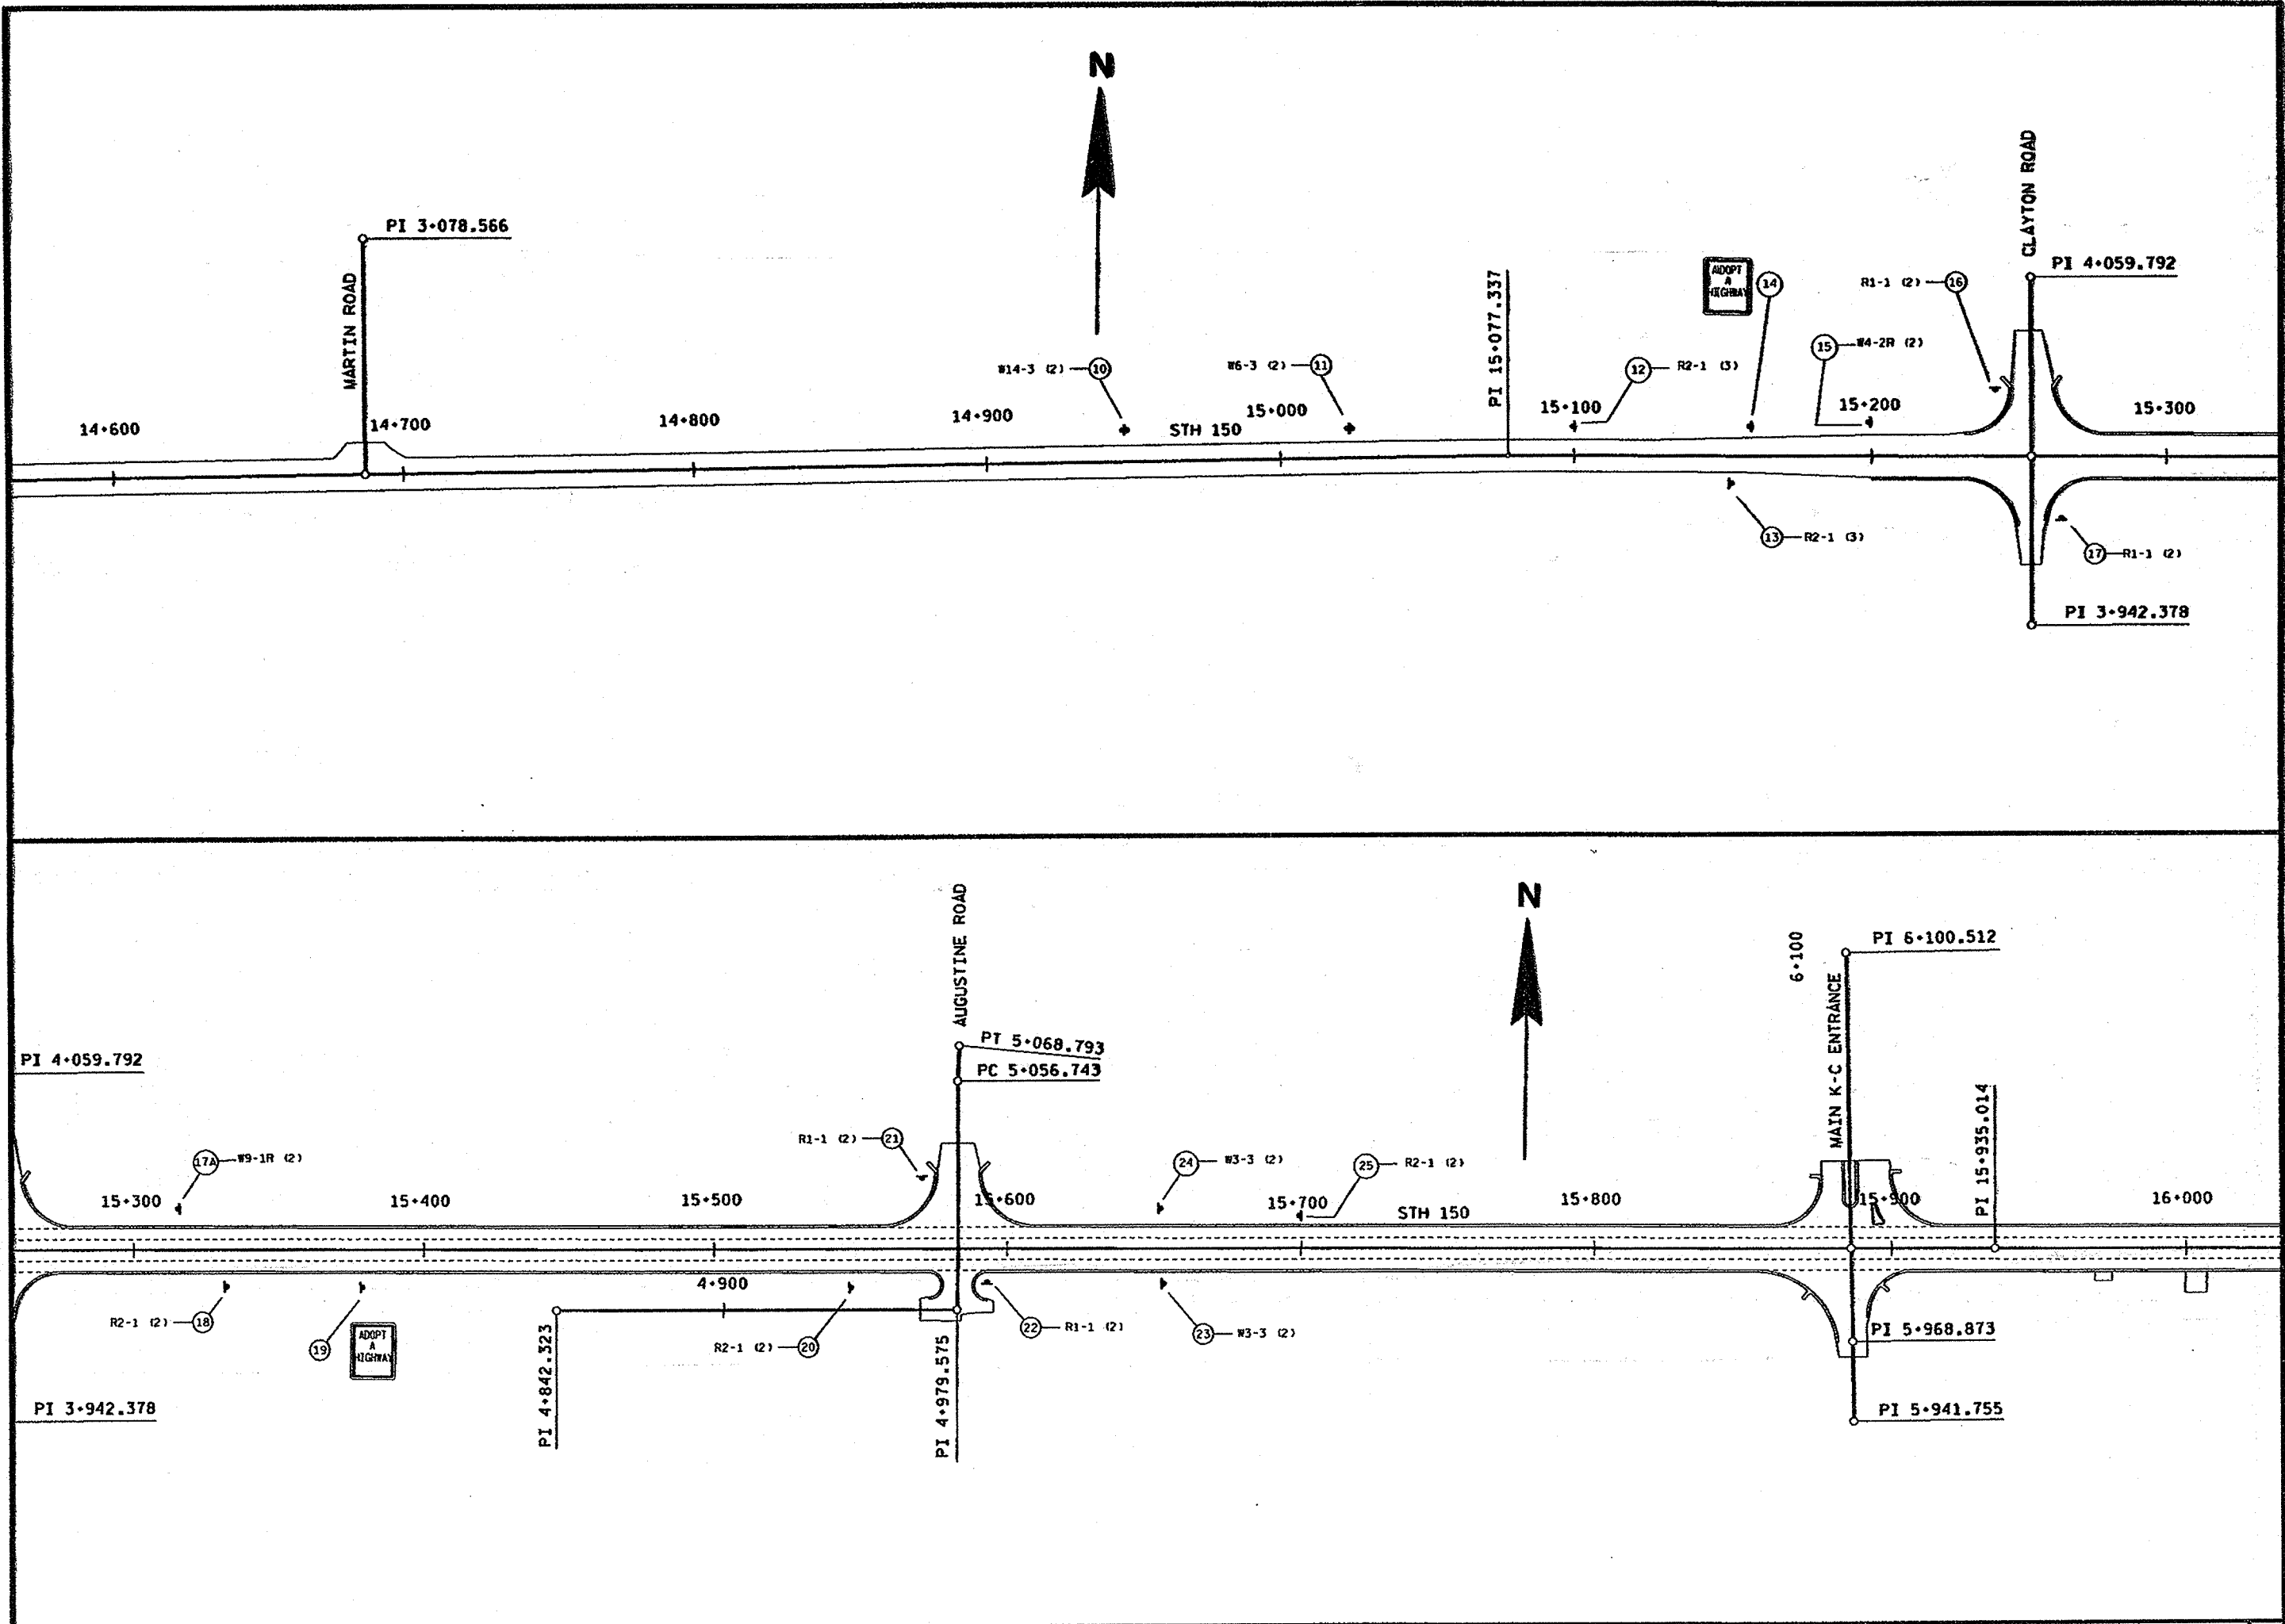 N
CLAYTON ROAD
PI 3+078.566
MARTIN ROAD
PI 4+059.792
ADOPT
A
HIGHWAY
14
R1-1 (2)
16
PI 15+077.337
W14-3 (2)
10
W6-3 (2)
11
12
R2-1 (3)
15
W4-2R (2)
14+600
14+700
14+800
14+900
STH 150
15+000
15+100
15+200
15+300
13
R2-1 (3)
17
R1-1 (2)
PI 3+942.378
N
AUGUSTINE ROAD
6+100
PI 6+100.512
MAIN K-C ENTRANCE
PT 5+068.793
PC 5+056.743
PI 4+059.792
PI 15+935.014
17A
W9-1R (2)
R1-1 (2)
21
24
W3-3 (2)
25
R2-1 (2)
15+300
15+400
15+500
15+600
15+700
STH 150
15+800
15+900
16+000
4+900
R2-1 (2)
18
19
ADOPT
A
HIGHWAY
R2-1 (2)
20
22
R1-1 (2)
23
W3-3 (2)
PI 5+968.873
PI 4+842.323
PI 4+979.575
PI 3+942.378
PI 5+941.755